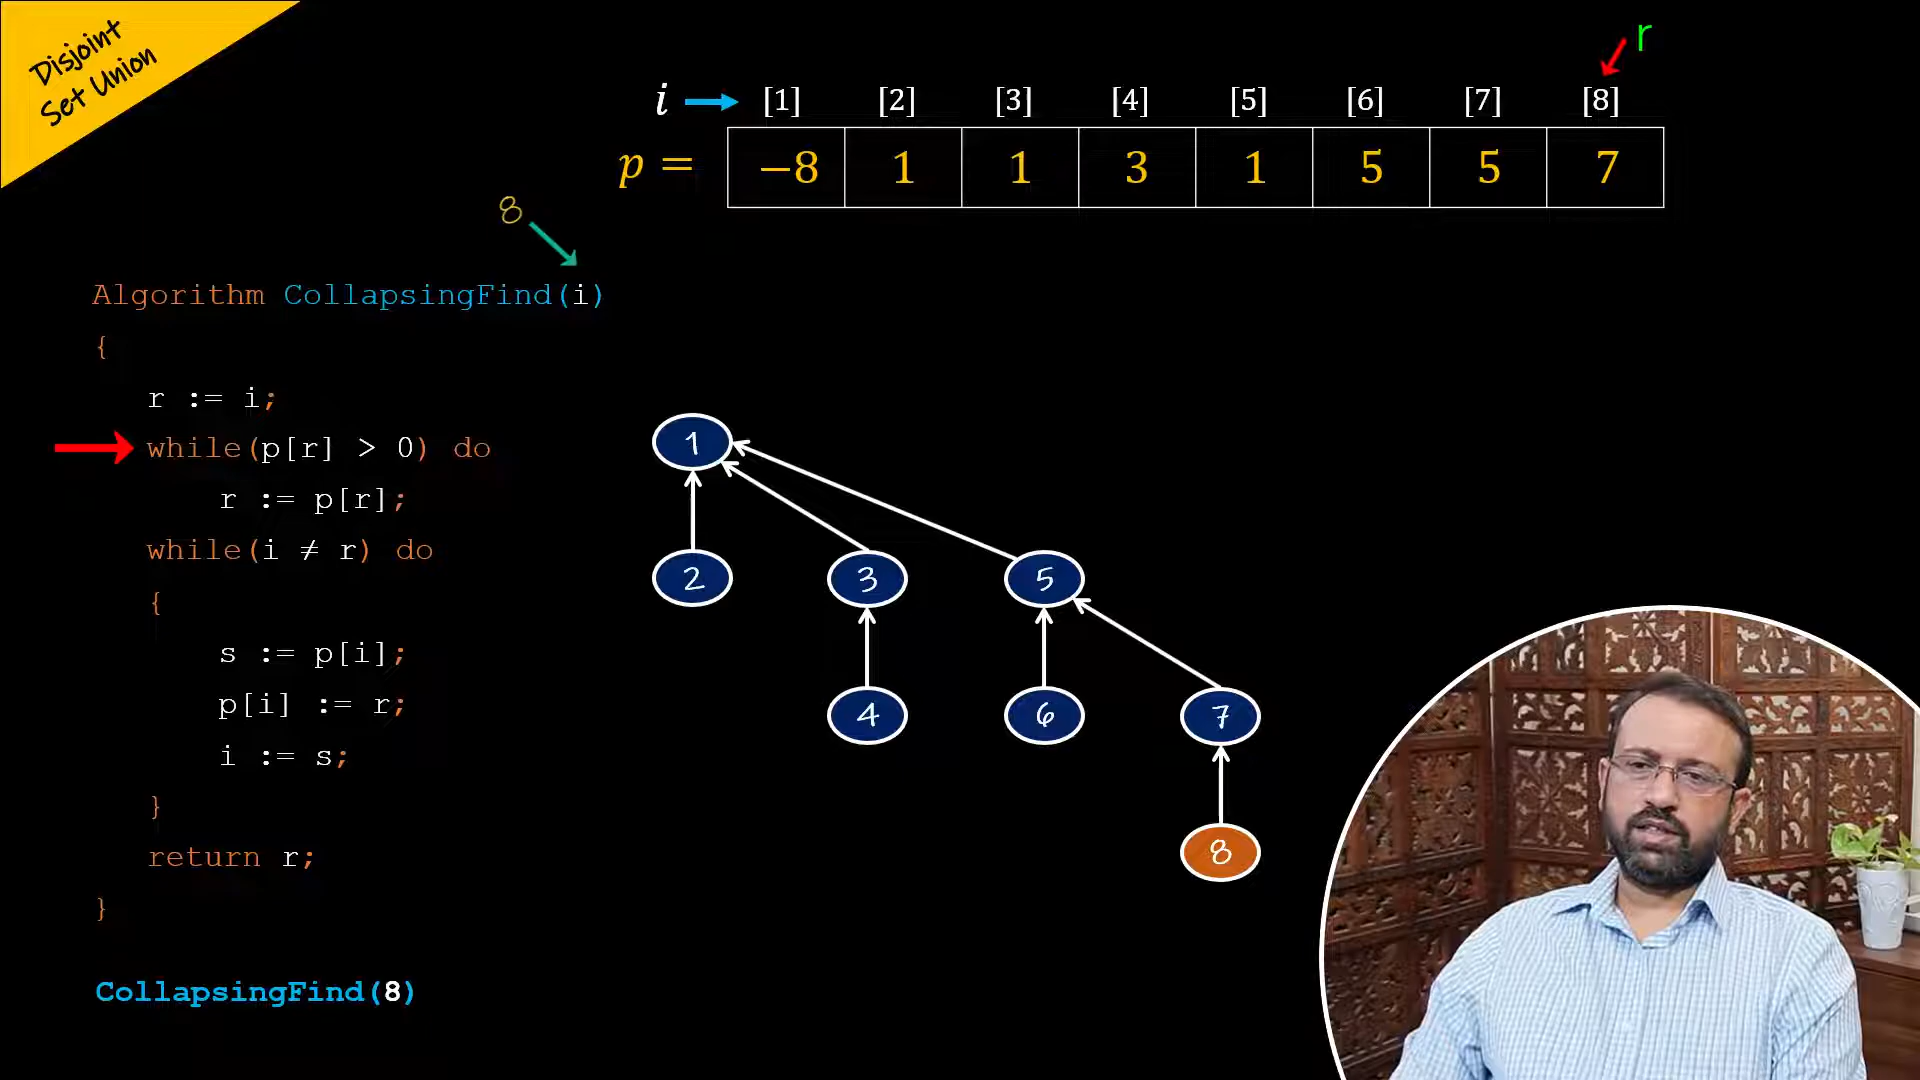 Disjoint
Set Union
r
i [1] [2] [3] [4] [5] [6] [7] [8]
p = −8 1 1 3 1 5 5 7
8
Algorithm CollapsingFind(i)
{
r := i;
while(p[r] > 0) do
r := p[r];
while(i ≠ r) do
{
s := p[i];
p[i] := r;
i := s;
}
return r;
}
CollapsingFind(8)
1
2 3 5
4 6 7
8